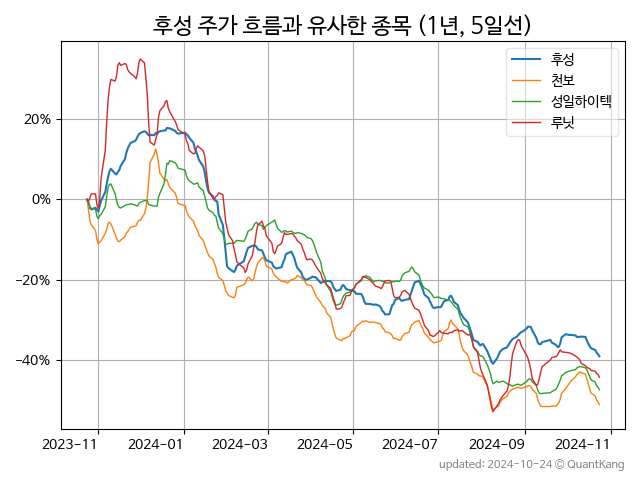 후성 주가 흐름과 유사한 종목 (1년, 5일선)
후성
천보
성일하이텍
루닛
20%
0%
−20%
−40%
2023−11
2024−01
2024−03
2024−05
2024−07
2024−09
2024−11
updated: 2024-10-24 © QuantKang